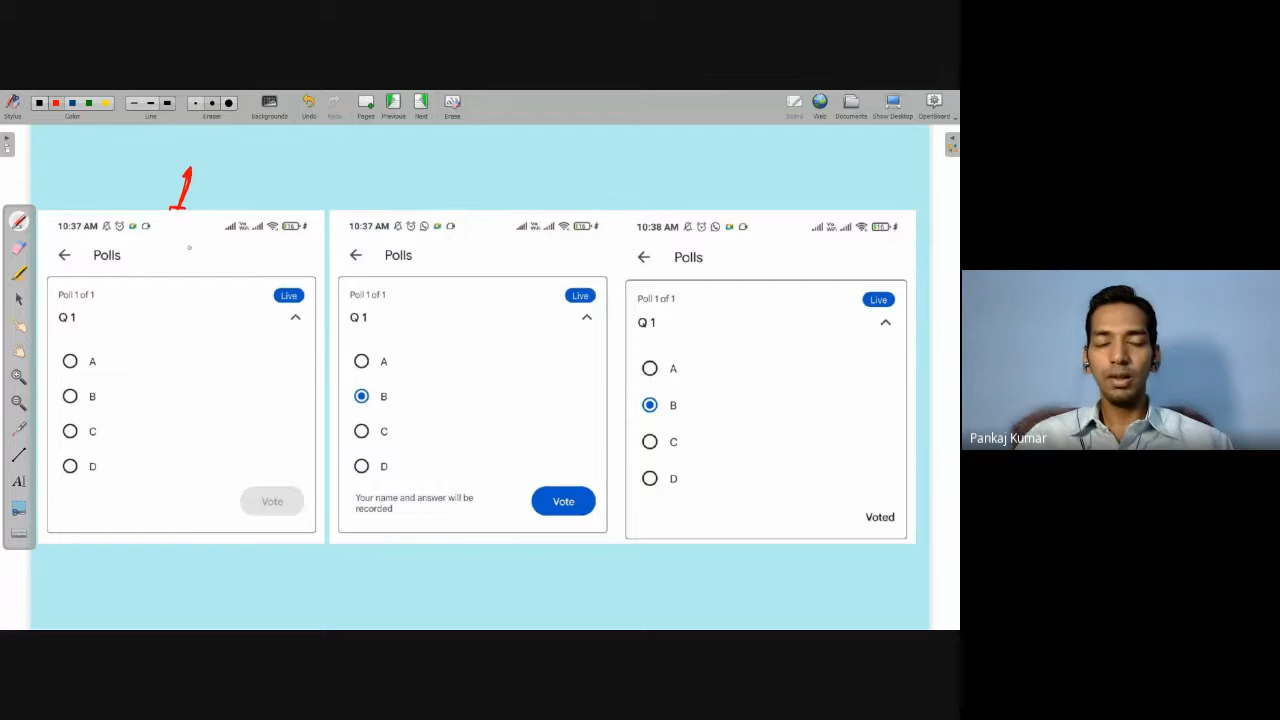 Stylus
Color
Line
Eraser
Backgrounds
Undo
Redo
Pages
Previous
Next
Erase
Board
Web
Documents
Show Desktop
OpenBoard
1
10:37 AM
Polls
Poll 1 of 1
Live
Q 1
A
B
C
D
Vote
10:37 AM
Polls
Poll 1 of 1
Live
Q 1
A
B
C
D
Your name and answer will be
recorded
Vote
10:38 AM
Polls
Poll 1 of 1
Live
Q 1
A
B
C
D
Voted
Pankaj Kumar